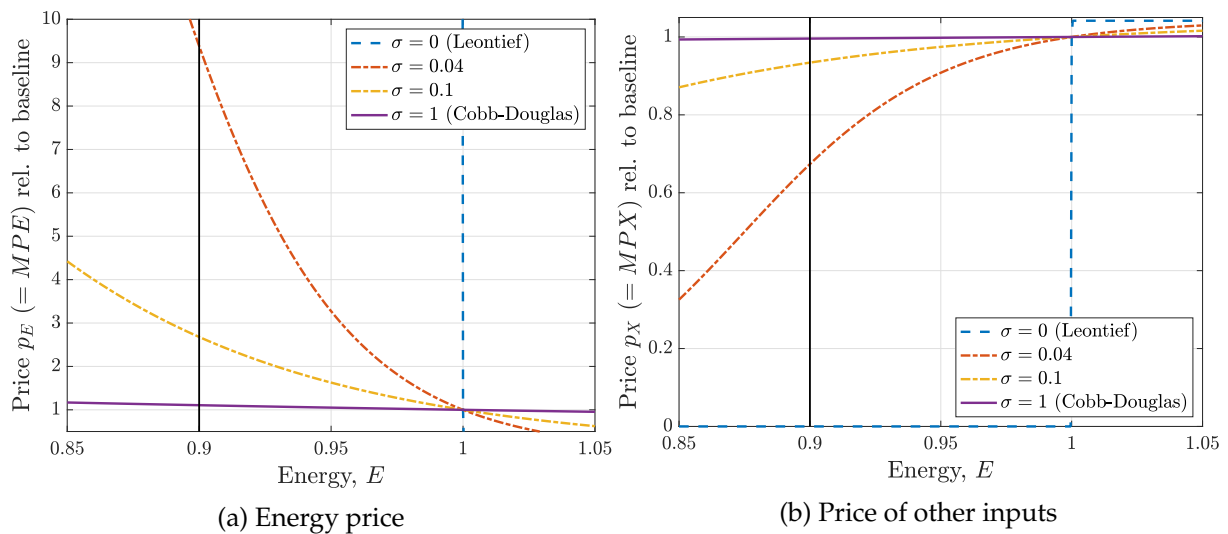 Price p_E (= MPE) rel. to baseline
10
9
8
7
6
5
4
3
2
1
σ = 0 (Leontief)
σ = 0.04
σ = 0.1
σ = 1 (Cobb-Douglas)
0.85
0.9
0.95
1
1.05
Energy, E
(a) Energy price
Price p_X (= MPX) rel. to baseline
1
0.8
0.6
0.4
0.2
0
σ = 0 (Leontief)
σ = 0.04
σ = 0.1
σ = 1 (Cobb-Douglas)
0.85
0.9
0.95
1
1.05
Energy, E
(b) Price of other inputs